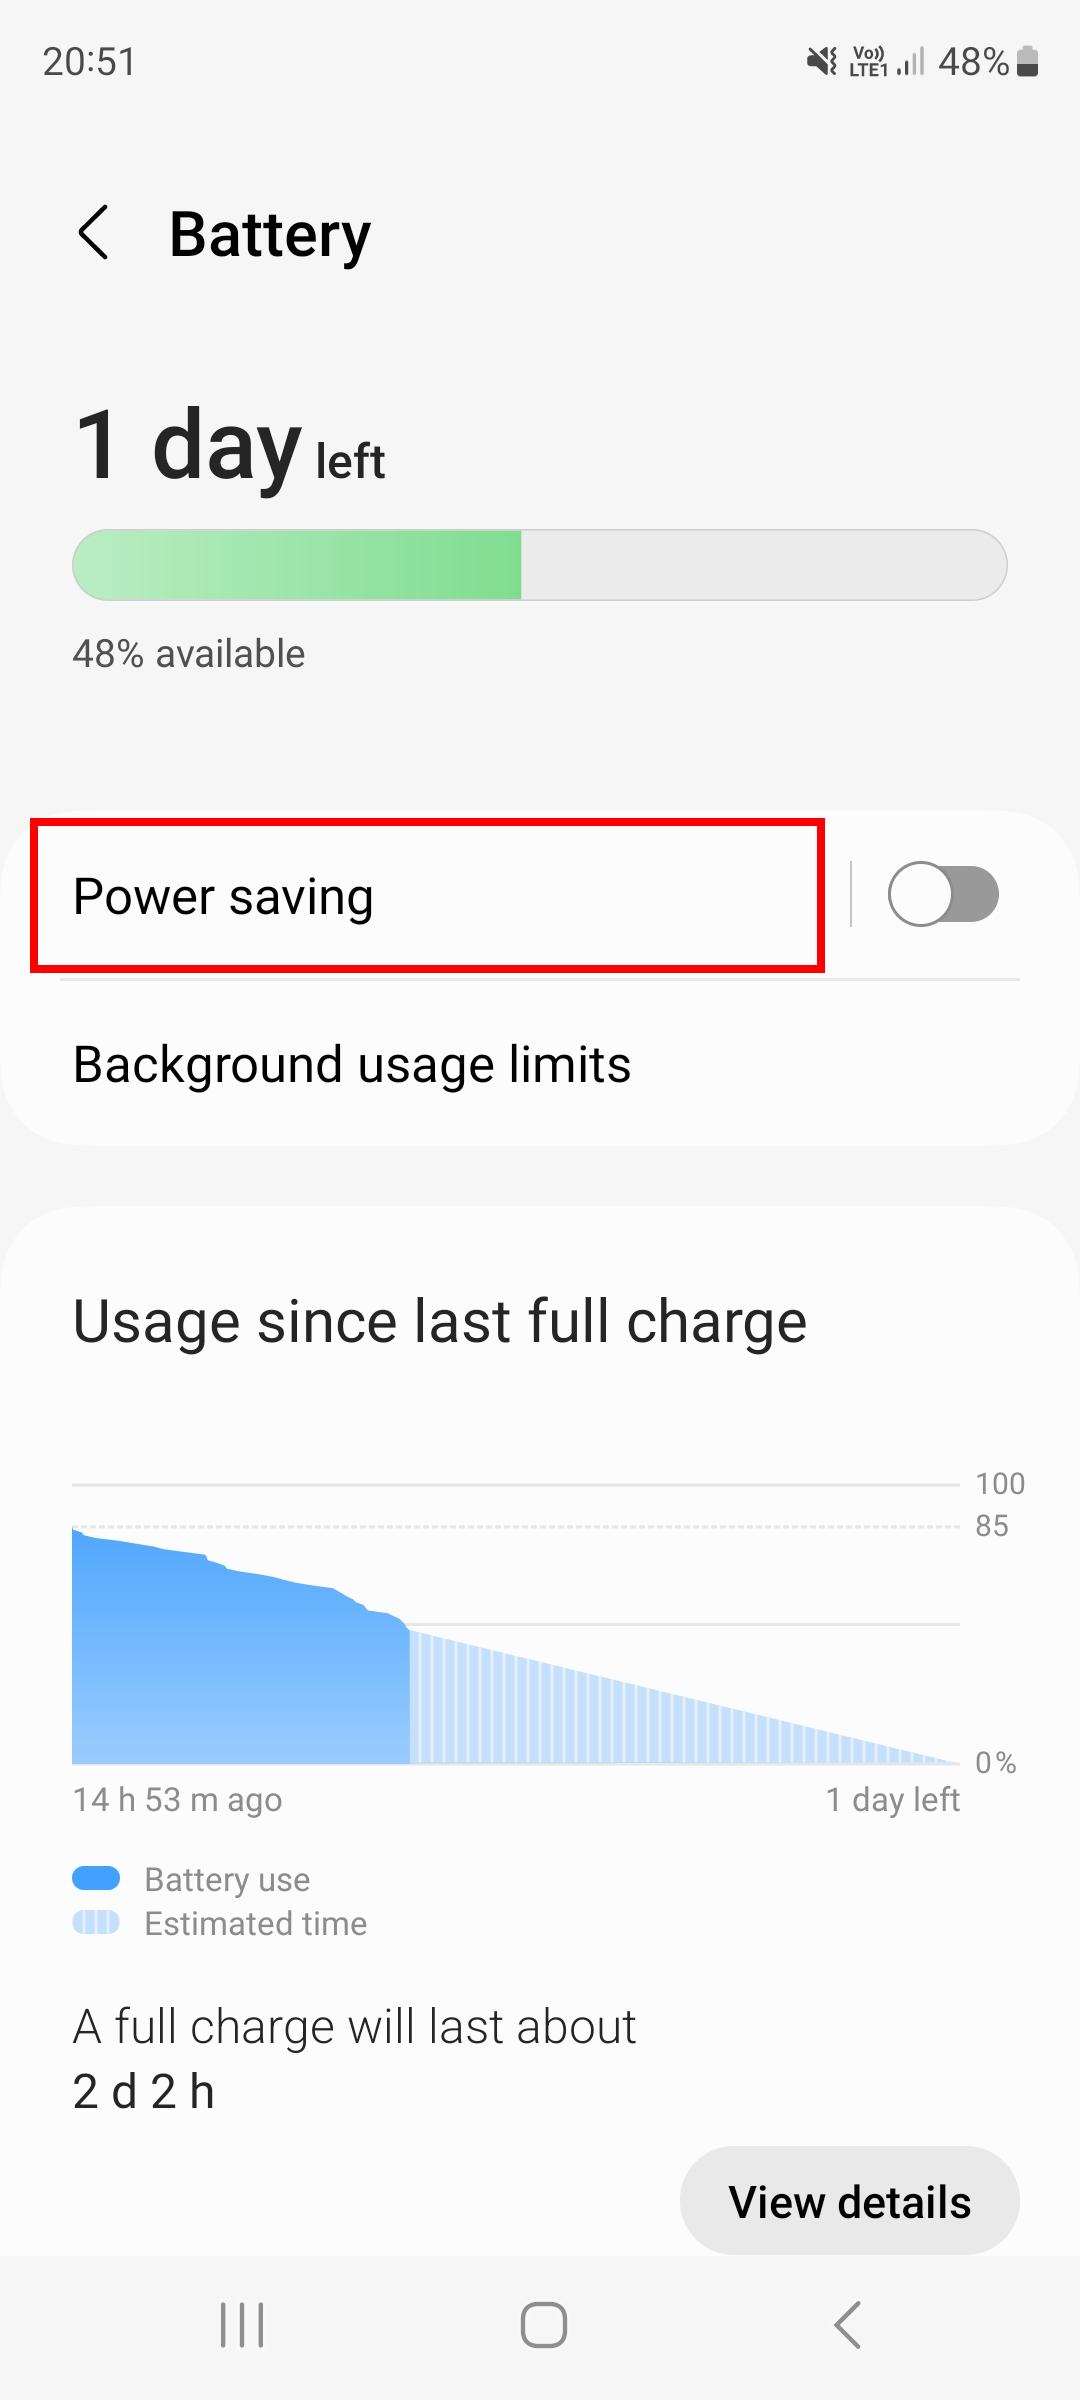 20:51
Vo)) LTE1 48%
Battery
1 day left
48% available
Power saving
Background usage limits
Usage since last full charge
100
85
0%
14 h 53 m ago
1 day left
Battery use
Estimated time
A full charge will last about
2 d 2 h
View details